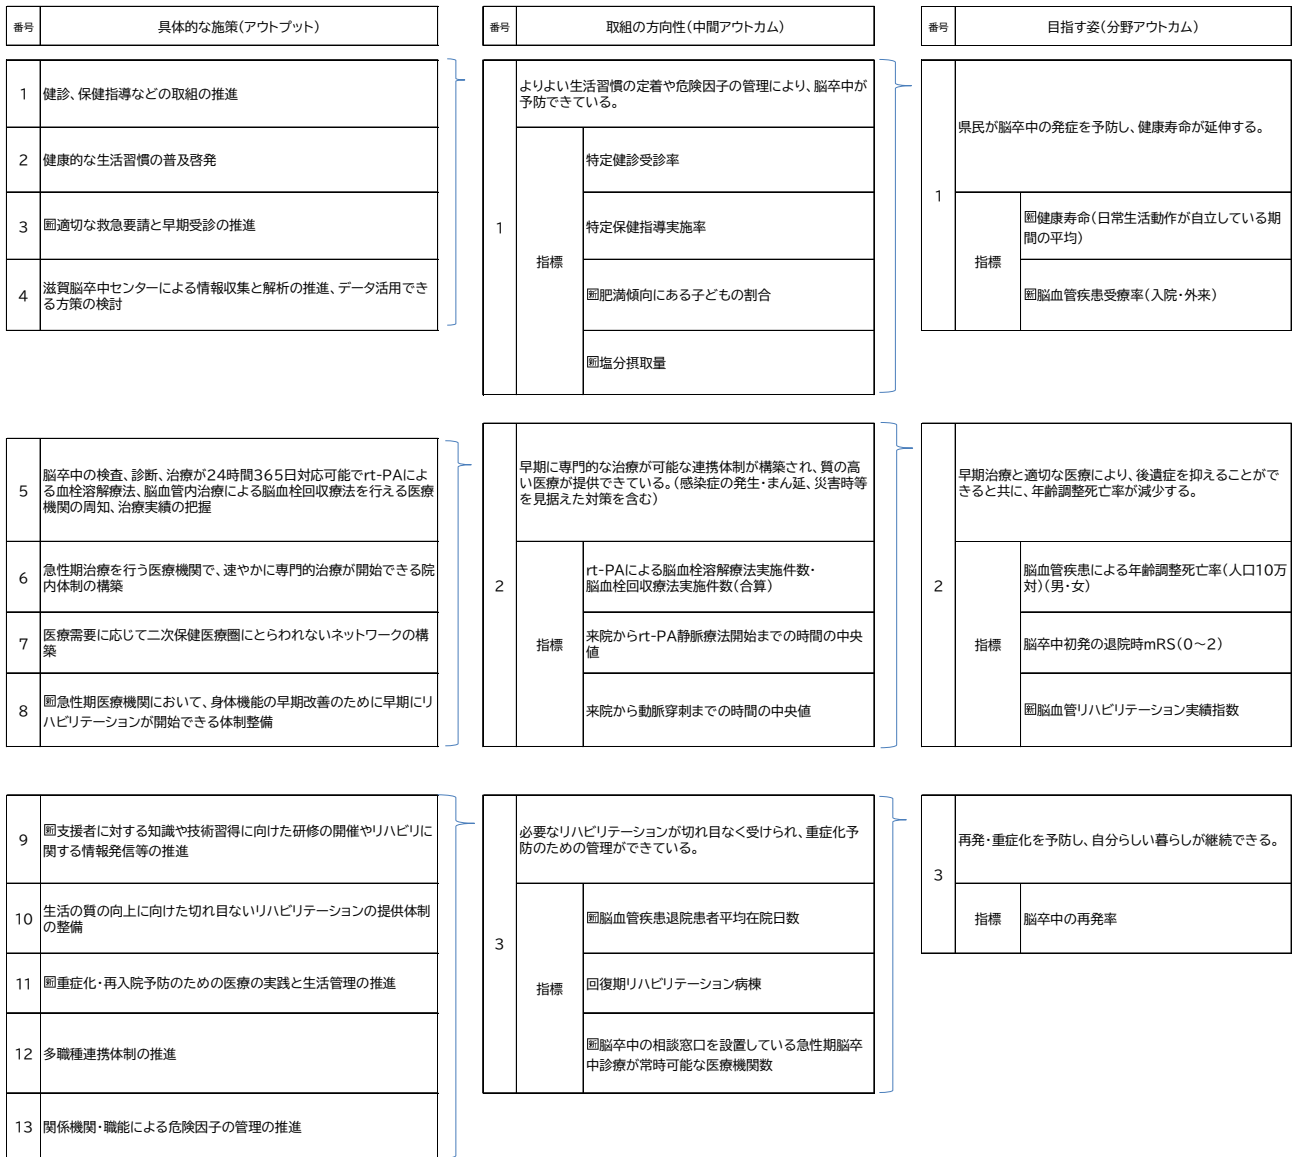 番号
具体的な施策(アウトプット)
番号
取組の方向性(中間アウトカム)
番号
目指す姿(分野アウトカム)
1
健診、保健指導などの取組の推進
2
健康的な生活習慣の普及啓発
3
🈟適切な救急要請と早期受診の推進
4
滋賀脳卒中センターによる情報収集と解析の推進、データ活用でき
る方策の検討
1
よりよい生活習慣の定着や危険因子の管理により、脳卒中が
予防できている。
指標
特定健診受診率
特定保健指導実施率
🈟肥満傾向にある子どもの割合
🈟塩分摂取量
1
県民が脳卒中の発症を予防し、健康寿命が延伸する。
指標
🈟健康寿命(日常生活動作が自立している期
間の平均)
🈟脳血管疾患受療率(入院・外来)
5
脳卒中の検査、診断、治療が24時間365日対応可能でrt-PAによ
る血栓溶解療法、脳血管内治療による脳血栓回収療法を行える医療
機関の周知、治療実績の把握
6
急性期治療を行う医療機関で、速やかに専門的治療が開始できる院
内体制の構築
7
医療需要に応じて二次保健医療圏にとらわれないネットワークの構
築
8
🈟急性期医療機関において、身体機能の早期改善のために早期にリ
ハビリテーションが開始できる体制整備
2
早期に専門的な治療が可能な連携体制が構築され、質の高
い医療が提供できている。(感染症の発生・まん延、災害時等
を見据えた対策を含む)
指標
rt-PAによる脳血栓溶解療法実施件数・
脳血栓回収療法実施件数(合算)
来院からrt-PA静脈療法開始までの時間の中央
値
来院から動脈穿刺までの時間の中央値
2
早期治療と適切な医療により、後遺症を抑えることがで
きると共に、年齢調整死亡率が減少する。
指標
脳血管疾患による年齢調整死亡率(人口10万
対)(男・女)
脳卒中初発の退院時mRS(0～2)
🈟脳血管リハビリテーション実績指数
9
🈟支援者に対する知識や技術習得に向けた研修の開催やリハビリに
関する情報発信等の推進
10
生活の質の向上に向けた切れ目ないリハビリテーションの提供体制
の整備
11
🈟重症化・再入院予防のための医療の実践と生活管理の推進
12
多職種連携体制の推進
13
関係機関・職能による危険因子の管理の推進
3
必要なリハビリテーションが切れ目なく受けられ、重症化予
防のための管理ができている。
指標
🈟脳血管疾患退院患者平均在院日数
回復期リハビリテーション病棟
🈟脳卒中の相談窓口を設置している急性期脳卒
中診療が常時可能な医療機関数
3
再発・重症化を予防し、自分らしい暮らしが継続できる。
指標
脳卒中の再発率